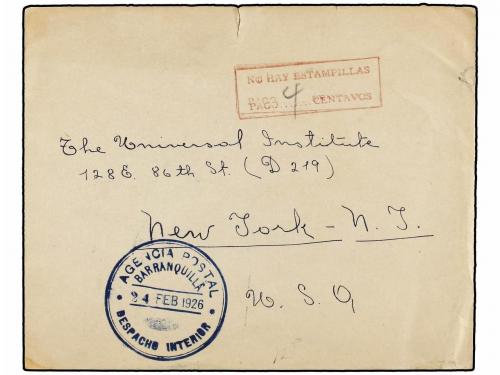 NO HAY ESTAMPILLAS
PAGO 4 CENTAVOS
The Universal Institute
128 E. 86th St. (D 219)
New York - N. Y.
U. S. A
AGENCIA POSTAL
BARRANQUILLA
24 FEB 1926
DESPACHO INTERIOR